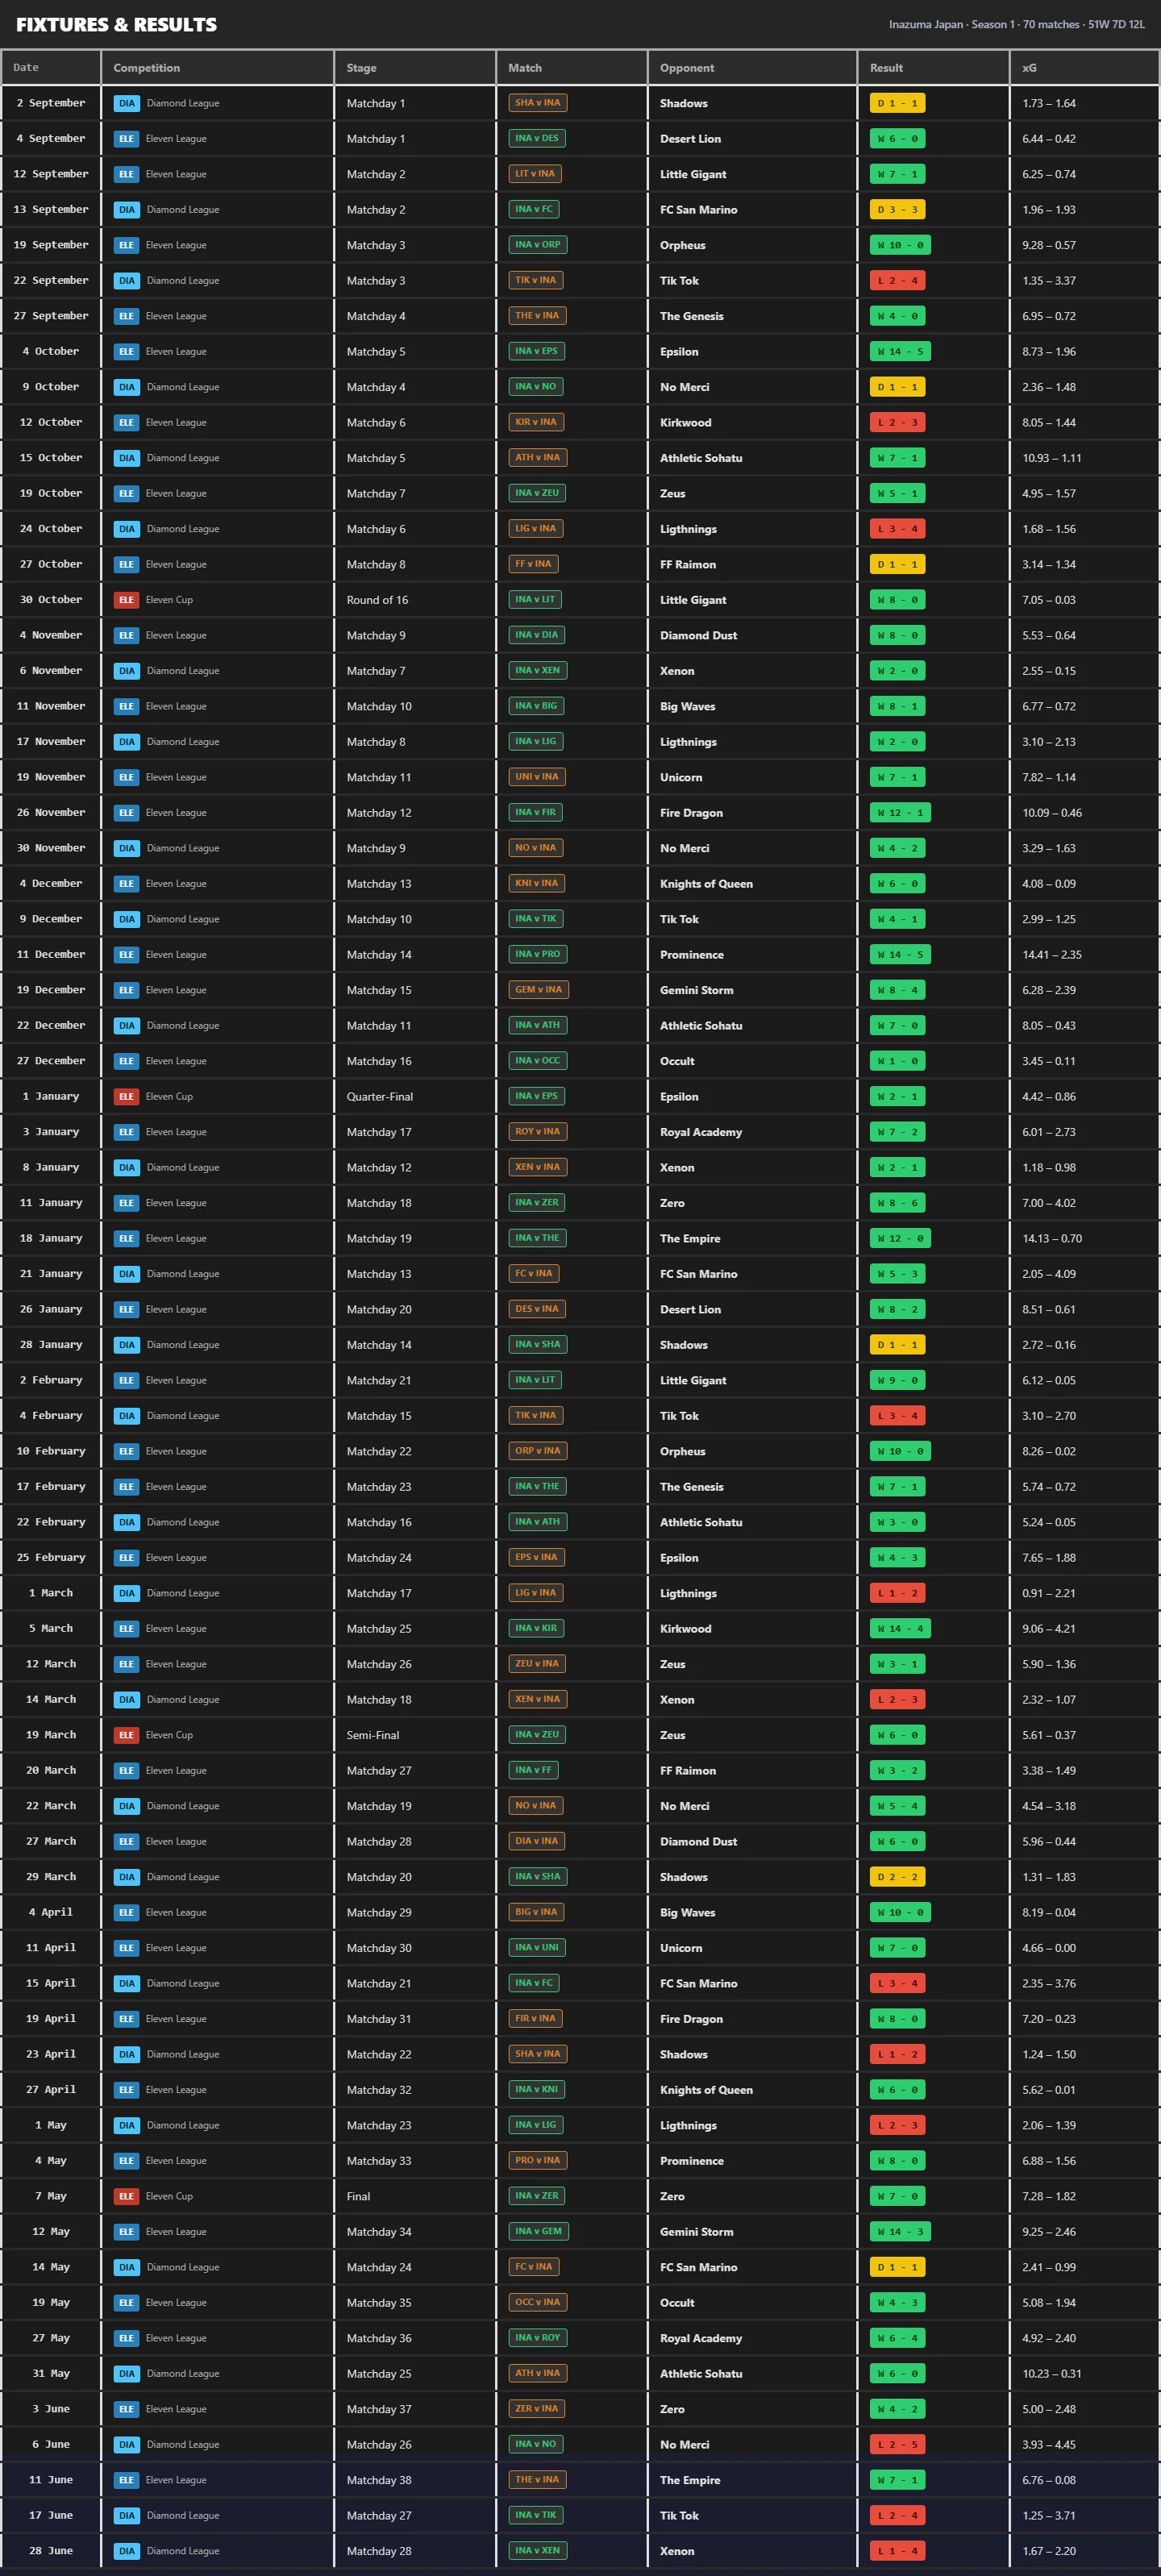 FIXTURES & RESULTS
Inazuma Japan · Season 1 · 70 matches · 51W 7D 12L
Date Competition Stage Match Opponent Result xG
2 September DIA Diamond League Matchday 1 SHA v INA Shadows D 1 - 1 1.73 – 1.64
4 September ELE Eleven League Matchday 1 INA v DES Desert Lion W 6 - 0 6.44 – 0.42
12 September ELE Eleven League Matchday 2 LIT v INA Little Gigant W 7 - 1 6.25 – 0.74
13 September DIA Diamond League Matchday 2 INA v FC FC San Marino D 3 - 3 1.96 – 1.93
19 September ELE Eleven League Matchday 3 INA v ORP Orpheus W 10 - 0 9.28 – 0.57
22 September DIA Diamond League Matchday 3 TIK v INA Tik Tok L 2 - 4 1.35 – 3.37
27 September ELE Eleven League Matchday 4 THE v INA The Genesis W 4 - 0 6.95 – 0.72
4 October ELE Eleven League Matchday 5 INA v EPS Epsilon W 14 - 5 8.73 – 1.96
9 October DIA Diamond League Matchday 4 INA v NO No Merci D 1 - 1 2.36 – 1.48
12 October ELE Eleven League Matchday 6 KIR v INA Kirkwood L 2 - 3 8.05 – 1.44
15 October DIA Diamond League Matchday 5 ATH v INA Athletic Sohatu W 7 - 1 10.93 – 1.11
19 October ELE Eleven League Matchday 7 INA v ZEU Zeus W 5 - 1 4.95 – 1.57
24 October DIA Diamond League Matchday 6 LIG v INA Ligthnings L 3 - 4 1.68 – 1.56
27 October ELE Eleven League Matchday 8 FF v INA FF Raimon D 1 - 1 3.14 – 1.34
30 October ELE Eleven Cup Round of 16 INA v LIT Little Gigant W 8 - 0 7.05 – 0.03
4 November ELE Eleven League Matchday 9 INA v DIA Diamond Dust W 8 - 0 5.53 – 0.64
6 November DIA Diamond League Matchday 7 INA v XEN Xenon W 2 - 0 2.55 – 0.15
11 November ELE Eleven League Matchday 10 INA v BIG Big Waves W 8 - 1 6.77 – 0.72
17 November DIA Diamond League Matchday 8 INA v LIG Ligthnings W 2 - 0 3.10 – 2.13
19 November ELE Eleven League Matchday 11 UNI v INA Unicorn W 7 - 1 7.82 – 1.14
26 November ELE Eleven League Matchday 12 INA v FIR Fire Dragon W 12 - 1 10.09 – 0.46
30 November DIA Diamond League Matchday 9 NO v INA No Merci W 4 - 2 3.29 – 1.63
4 December ELE Eleven League Matchday 13 KNI v INA Knights of Queen W 6 - 0 4.08 – 0.09
9 December DIA Diamond League Matchday 10 INA v TIK Tik Tok W 4 - 1 2.99 – 1.25
11 December ELE Eleven League Matchday 14 INA v PRO Prominence W 14 - 5 14.41 – 2.35
19 December ELE Eleven League Matchday 15 GEM v INA Gemini Storm W 8 - 4 6.28 – 2.39
22 December DIA Diamond League Matchday 11 INA v ATH Athletic Sohatu W 7 - 0 8.05 – 0.43
27 December ELE Eleven League Matchday 16 INA v OCC Occult W 1 - 0 3.45 – 0.11
1 January ELE Eleven Cup Quarter-Final INA v EPS Epsilon W 2 - 1 4.42 – 0.86
3 January ELE Eleven League Matchday 17 ROY v INA Royal Academy W 7 - 2 6.01 – 2.73
8 January DIA Diamond League Matchday 12 XEN v INA Xenon W 2 - 1 1.18 – 0.98
11 January ELE Eleven League Matchday 18 INA v ZER Zero W 8 - 6 7.00 – 4.02
18 January ELE Eleven League Matchday 19 INA v THE The Empire W 12 - 0 14.13 – 0.70
21 January DIA Diamond League Matchday 13 FC v INA FC San Marino W 5 - 3 2.05 – 4.09
26 January ELE Eleven League Matchday 20 DES v INA Desert Lion W 8 - 2 8.51 – 0.61
28 January DIA Diamond League Matchday 14 INA v SHA Shadows D 1 - 1 2.72 – 0.16
2 February ELE Eleven League Matchday 21 INA v LIT Little Gigant W 9 - 0 6.12 – 0.05
4 February DIA Diamond League Matchday 15 TIK v INA Tik Tok L 3 - 4 3.10 – 2.70
10 February ELE Eleven League Matchday 22 ORP v INA Orpheus W 10 - 0 8.26 – 0.02
17 February ELE Eleven League Matchday 23 INA v THE The Genesis W 7 - 1 5.74 – 0.72
22 February DIA Diamond League Matchday 16 INA v ATH Athletic Sohatu W 3 - 0 5.24 – 0.05
25 February ELE Eleven League Matchday 24 EPS v INA Epsilon W 4 - 3 7.65 – 1.88
1 March DIA Diamond League Matchday 17 LIG v INA Ligthnings L 1 - 2 0.91 – 2.21
5 March ELE Eleven League Matchday 25 INA v KIR Kirkwood W 14 - 4 9.06 – 4.21
12 March ELE Eleven League Matchday 26 ZEU v INA Zeus W 3 - 1 5.90 – 1.36
14 March DIA Diamond League Matchday 18 XEN v INA Xenon L 2 - 3 2.32 – 1.07
19 March ELE Eleven Cup Semi-Final INA v ZEU Zeus W 6 - 0 5.61 – 0.37
20 March ELE Eleven League Matchday 27 INA v FF FF Raimon W 3 - 2 3.38 – 1.49
22 March DIA Diamond League Matchday 19 NO v INA No Merci W 5 - 4 4.54 – 3.18
27 March ELE Eleven League Matchday 28 DIA v INA Diamond Dust W 6 - 0 5.96 – 0.44
29 March DIA Diamond League Matchday 20 INA v SHA Shadows D 2 - 2 1.31 – 1.83
4 April ELE Eleven League Matchday 29 BIG v INA Big Waves W 10 - 0 8.19 – 0.04
11 April ELE Eleven League Matchday 30 INA v UNI Unicorn W 7 - 0 4.66 – 0.00
15 April DIA Diamond League Matchday 21 INA v FC FC San Marino L 3 - 4 2.35 – 3.76
19 April ELE Eleven League Matchday 31 FIR v INA Fire Dragon W 8 - 0 7.20 – 0.23
23 April DIA Diamond League Matchday 22 SHA v INA Shadows L 1 - 2 1.24 – 1.50
27 April ELE Eleven League Matchday 32 INA v KNI Knights of Queen W 6 - 0 5.62 – 0.01
1 May DIA Diamond League Matchday 23 INA v LIG Ligthnings L 2 - 3 2.06 – 1.39
4 May ELE Eleven League Matchday 33 PRO v INA Prominence W 8 - 0 6.88 – 1.56
7 May ELE Eleven Cup Final INA v ZER Zero W 7 - 0 7.28 – 1.82
12 May ELE Eleven League Matchday 34 INA v GEM Gemini Storm W 14 - 3 9.25 – 2.46
14 May DIA Diamond League Matchday 24 FC v INA FC San Marino D 1 - 1 2.41 – 0.99
19 May ELE Eleven League Matchday 35 OCC v INA Occult W 4 - 3 5.08 – 1.94
27 May ELE Eleven League Matchday 36 INA v ROY Royal Academy W 6 - 4 4.92 – 2.40
31 May DIA Diamond League Matchday 25 ATH v INA Athletic Sohatu W 6 - 0 10.23 – 0.31
3 June ELE Eleven League Matchday 37 ZER v INA Zero W 4 - 2 5.00 – 2.48
6 June DIA Diamond League Matchday 26 INA v NO No Merci L 2 - 5 3.93 – 4.45
11 June ELE Eleven League Matchday 38 THE v INA The Empire W 7 - 1 6.76 – 0.08
17 June DIA Diamond League Matchday 27 INA v TIK Tik Tok L 2 - 4 1.25 – 3.71
28 June DIA Diamond League Matchday 28 INA v XEN Xenon L 1 - 4 1.67 – 2.20